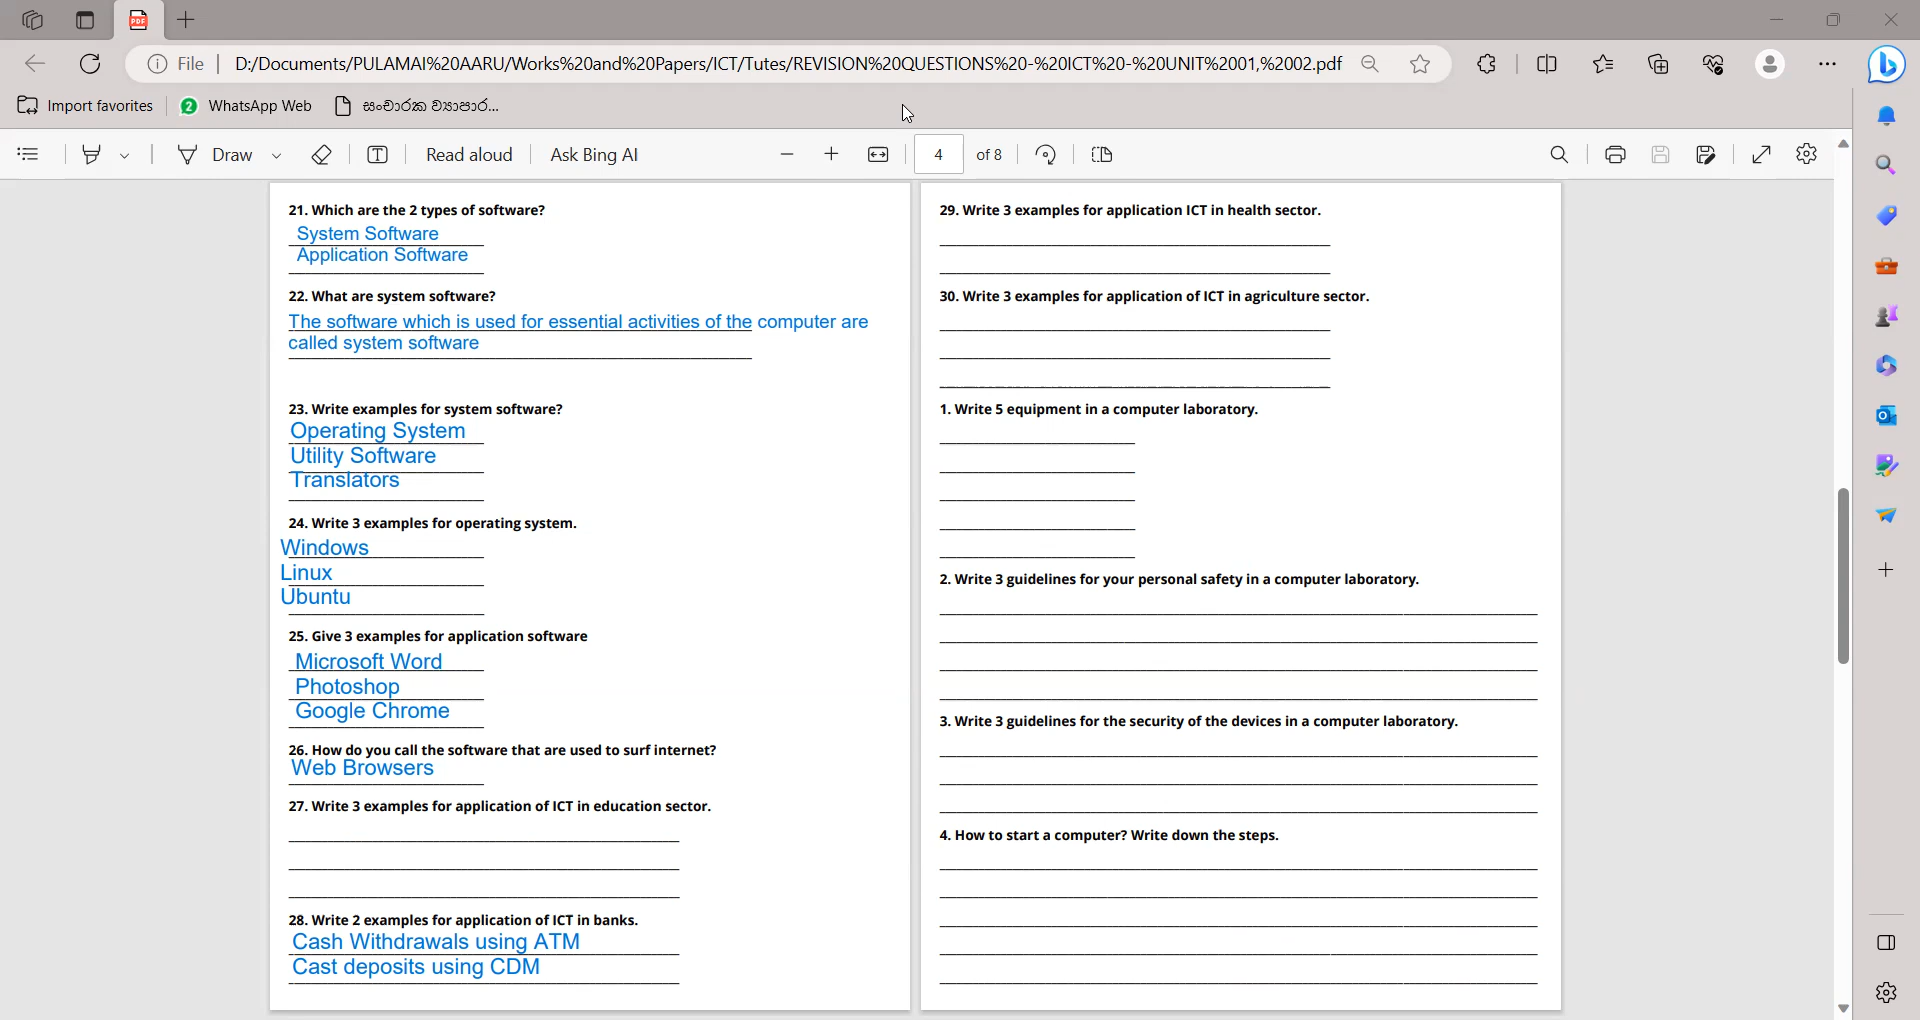 File
D:/Documents/PULAMAI%20AARU/Works%20and%20Papers/ICT/Tutes/REVISION%20QUESTIONS%20-%20ICT%20-%20UNIT%2001,%2002.pdf
Import favorites
2
WhatsApp Web
සංචාරක ව්‍යාපාර...
Draw
Read aloud
Ask Bing AI
4
of 8
21. Which are the 2 types of software?
System Software
Application Software
22. What are system software?
The software which is used for essential activities of the computer are
called system software
23. Write examples for system software?
Operating System
Utility Software
Translators
24. Write 3 examples for operating system.
Windows
Linux
Ubuntu
25. Give 3 examples for application software
Microsoft Word
Photoshop
Google Chrome
26. How do you call the software that are used to surf internet?
Web Browsers
27. Write 3 examples for application of ICT in education sector.
28. Write 2 examples for application of ICT in banks.
Cash Withdrawals using ATM
Cast deposits using CDM
29. Write 3 examples for application ICT in health sector.
30. Write 3 examples for application of ICT in agriculture sector.
1. Write 5 equipment in a computer laboratory.
2. Write 3 guidelines for your personal safety in a computer laboratory.
3. Write 3 guidelines for the security of the devices in a computer laboratory.
4. How to start a computer? Write down the steps.